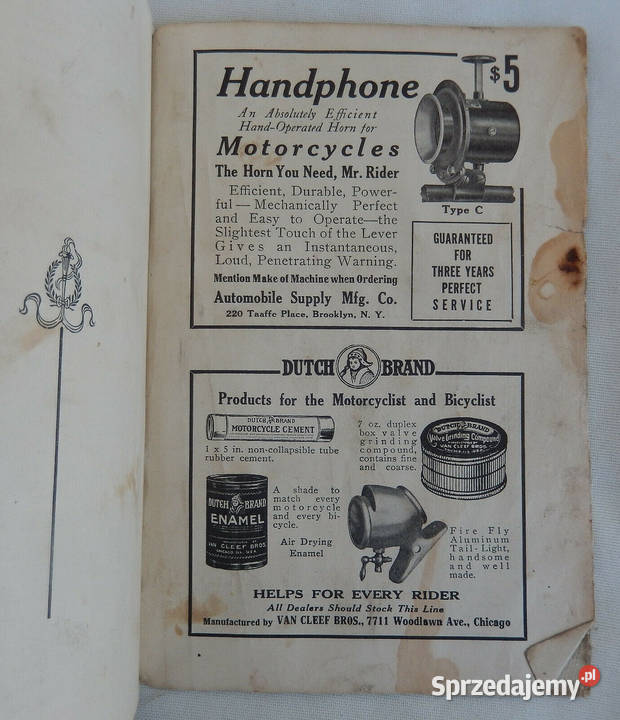 Handphone
$5
An Absolutely Efficient
Hand-Operated Horn for
Motorcycles
The Horn You Need, Mr. Rider
Efficient, Durable, Power-
ful — Mechanically Perfect
and Easy to Operate—the
Slightest Touch of the Lever
Gives an Instantaneous,
Loud, Penetrating Warning.
Mention Make of Machine when Ordering
Automobile Supply Mfg. Co.
220 Taaffe Place, Brooklyn, N. Y.
Type C
GUARANTEED
FOR
THREE YEARS
PERFECT
SERVICE
DUTCH BRAND
Products for the Motorcyclist and Bicyclist
DUTCH BRAND
MOTORCYCLE CEMENT
1 x 5 in. non-collapsible tube
rubber cement.
7 oz. duplex
box valve
grinding
compound,
contains fine
and coarse.
DUTCH BRAND
Valve Grinding Compound
VAN CLEEF BROS.
DUTCH BRAND
ENAMEL
VAN CLEEF BROS.
CHICAGO, ILL., U.S.A.
A shade to
match every
motorcycle
and every bi-
cycle.
Air Drying
Enamel
Fire Fly
Aluminum
Tail-Light,
handsome
and well
made.
HELPS FOR EVERY RIDER
All Dealers Should Stock This Line
Manufactured by VAN CLEEF BROS., 7711 Woodlawn Ave., Chicago
Sprzedajemy.pl